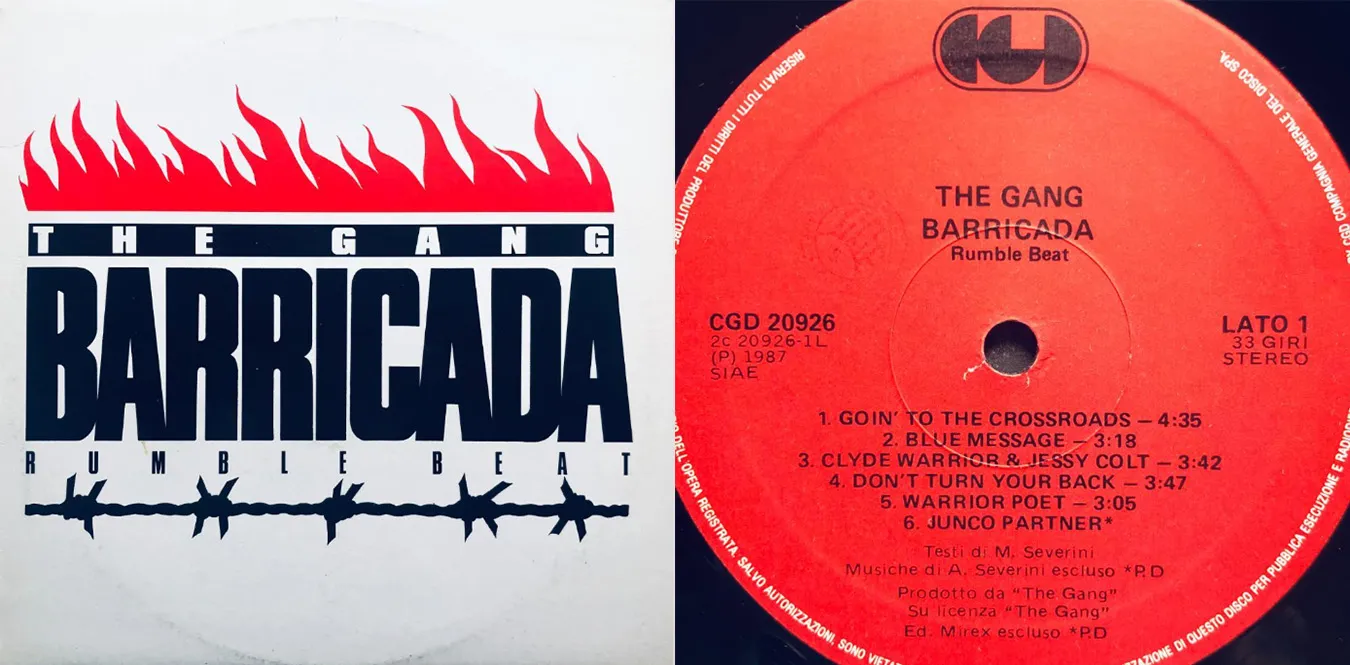 THE GANG
BARRICADA
RUMBLE BEAT
CGD
THE GANG
BARRICADA
Rumble Beat
CGD 20926
2c 20926-1L
(P) 1987
SIAE
LATO 1
33 GIRI
STEREO
1. GOIN' TO THE CROSSROADS – 4:35
2. BLUE MESSAGE – 3:18
3. CLYDE WARRIOR & JESSY COLT – 3:42
4. DON'T TURN YOUR BACK – 3:47
5. WARRIOR POET – 3:05
6. JUNCO PARTNER*
Testi di M. Severini
Musiche di A. Severini escluso *P.D
Prodotto da "The Gang"
Su licenza "The Gang"
Ed. Mirex escluso *P.D
RISERVATI TUTTI I DIRITTI DEL PRODUTTORE
DELL'OPERA REGISTRATA. SALVO AUTORIZZAZIONI, SONO
ZAZIONE DI QUESTO DISCO PER PUBBLICA ESECUZIONE E
CGD COMPAGNIA GENERALE DEL DISCO SPA.